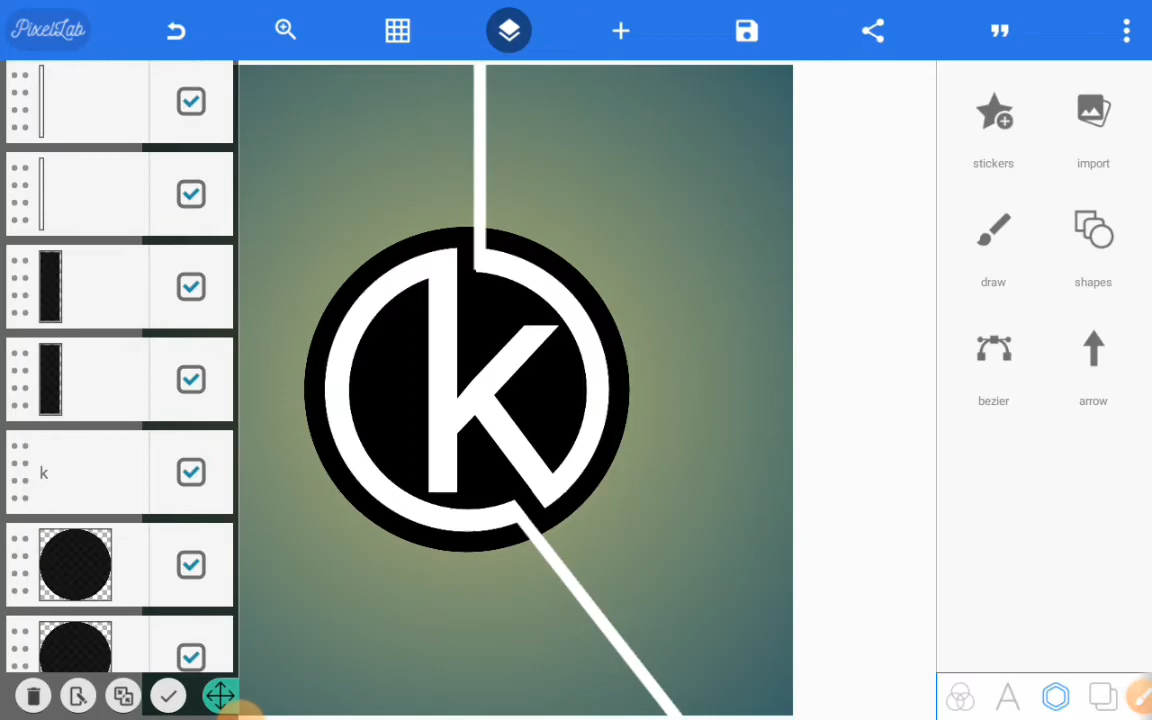 PixelLab
stickers
import
draw
shapes
k
k
bezier
arrow